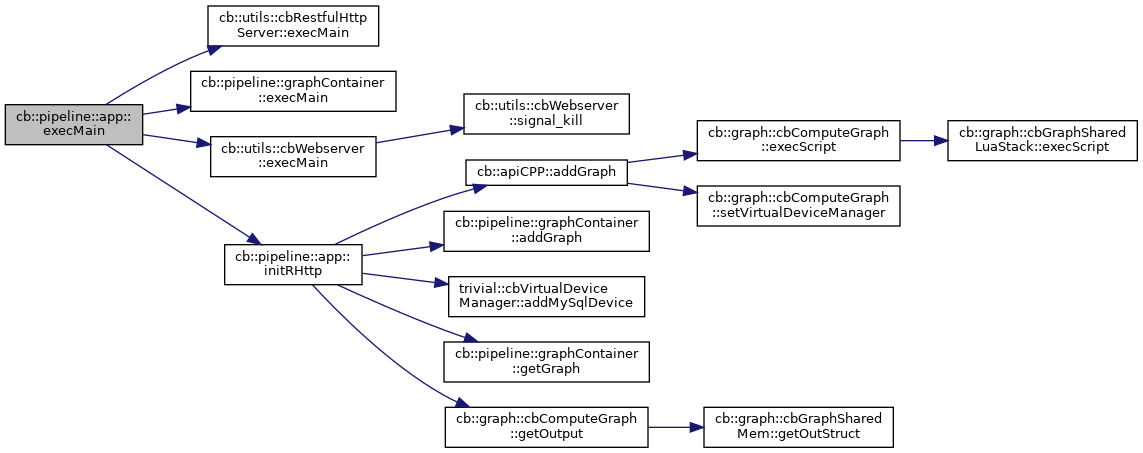 cb::pipeline::app::
execMain
cb::utils::cbRestfulHttp
Server::execMain
cb::pipeline::graphContainer
::execMain
cb::utils::cbWebserver
::execMain
cb::pipeline::app::
initRHttp
cb::utils::cbWebserver
::signal_kill
cb::apiCPP::addGraph
cb::pipeline::graphContainer
::addGraph
trivial::cbVirtualDevice
Manager::addMySqlDevice
cb::pipeline::graphContainer
::getGraph
cb::graph::cbComputeGraph
::getOutput
cb::graph::cbComputeGraph
::execScript
cb::graph::cbComputeGraph
::setVirtualDeviceManager
cb::graph::cbGraphShared
Mem::getOutStruct
cb::graph::cbGraphShared
LuaStack::execScript